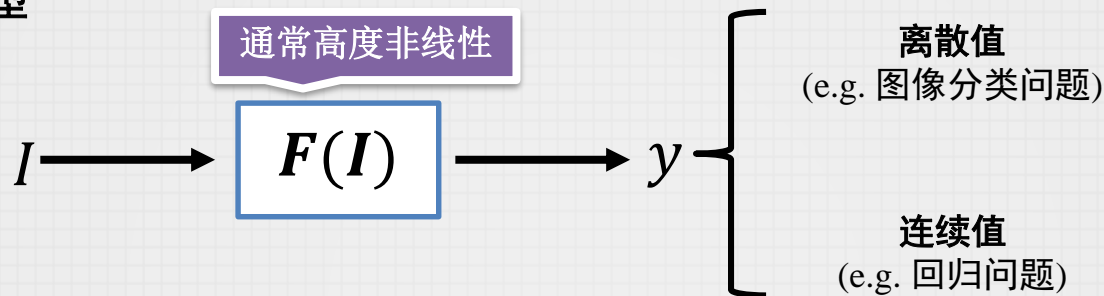 型
通常高度非线性
I
F(I)
y
离散值
(e.g. 图像分类问题)
连续值
(e.g. 回归问题)